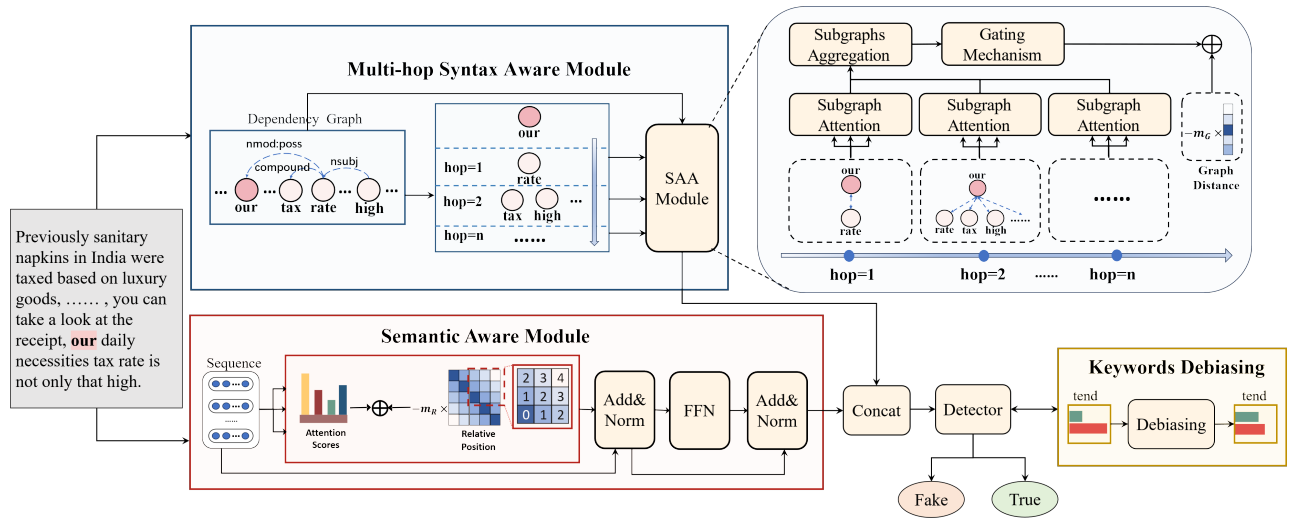 Previously sanitary
napkins in India were
taxed based on luxury
goods, …… , you can
take a look at the
receipt, our daily
necessities tax rate is
not only that high.
Multi-hop Syntax Aware Module
Dependency Graph
nmod:poss
compound
nsubj
... ... ... ...
our tax rate high
our
hop=1
rate
hop=2
tax high ...
hop=n ……
SAA
Module
Subgraphs
Aggregation
Gating
Mechanism
Subgraph
Attention
Subgraph
Attention
Subgraph
Attention
−m_G ×
Graph
Distance
our
rate
our
rate tax high ……
……
hop=1 hop=2 …… hop=n
Semantic Aware Module
Sequence
...
...
……
...
Attention
Scores
−m_R ×
Relative
Position
2 3 4
1 2 3
0 1 2
Add&
Norm
FFN
Add&
Norm
Concat
Detector
Fake
True
Keywords Debiasing
tend
Debiasing
tend